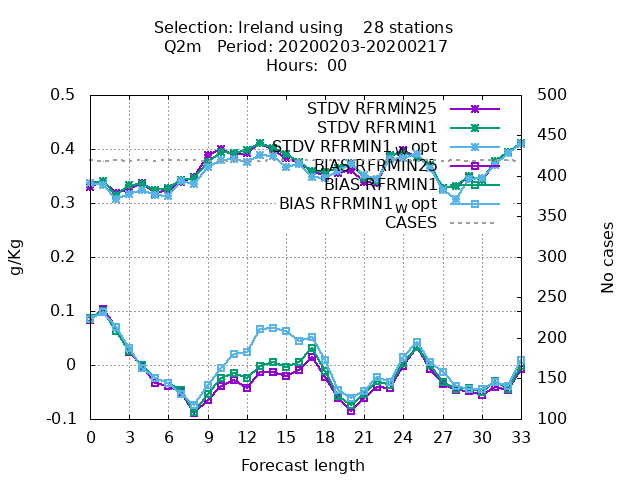 Selection: Ireland using    28 stations
Q2m   Period: 20200203-20200217
Hours:  00
STDV RFRMIN25
STDV RFRMIN1
STDV RFRMIN1_w opt
BIAS RFRMIN25
BIAS RFRMIN1
BIAS RFRMIN1_w opt
CASES
0.5
0.4
0.3
0.2
0.1
0
-0.1
g/Kg
500
450
400
350
300
250
200
150
100
No cases
0 3 6 9 12 15 18 21 24 27 30 33
Forecast length